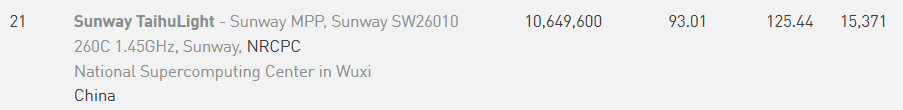 21 Sunway TaihuLight - Sunway MPP, Sunway SW26010 10,649,600 93.01 125.44 15,371
260C 1.45GHz, Sunway, NRCPC
National Supercomputing Center in Wuxi
China